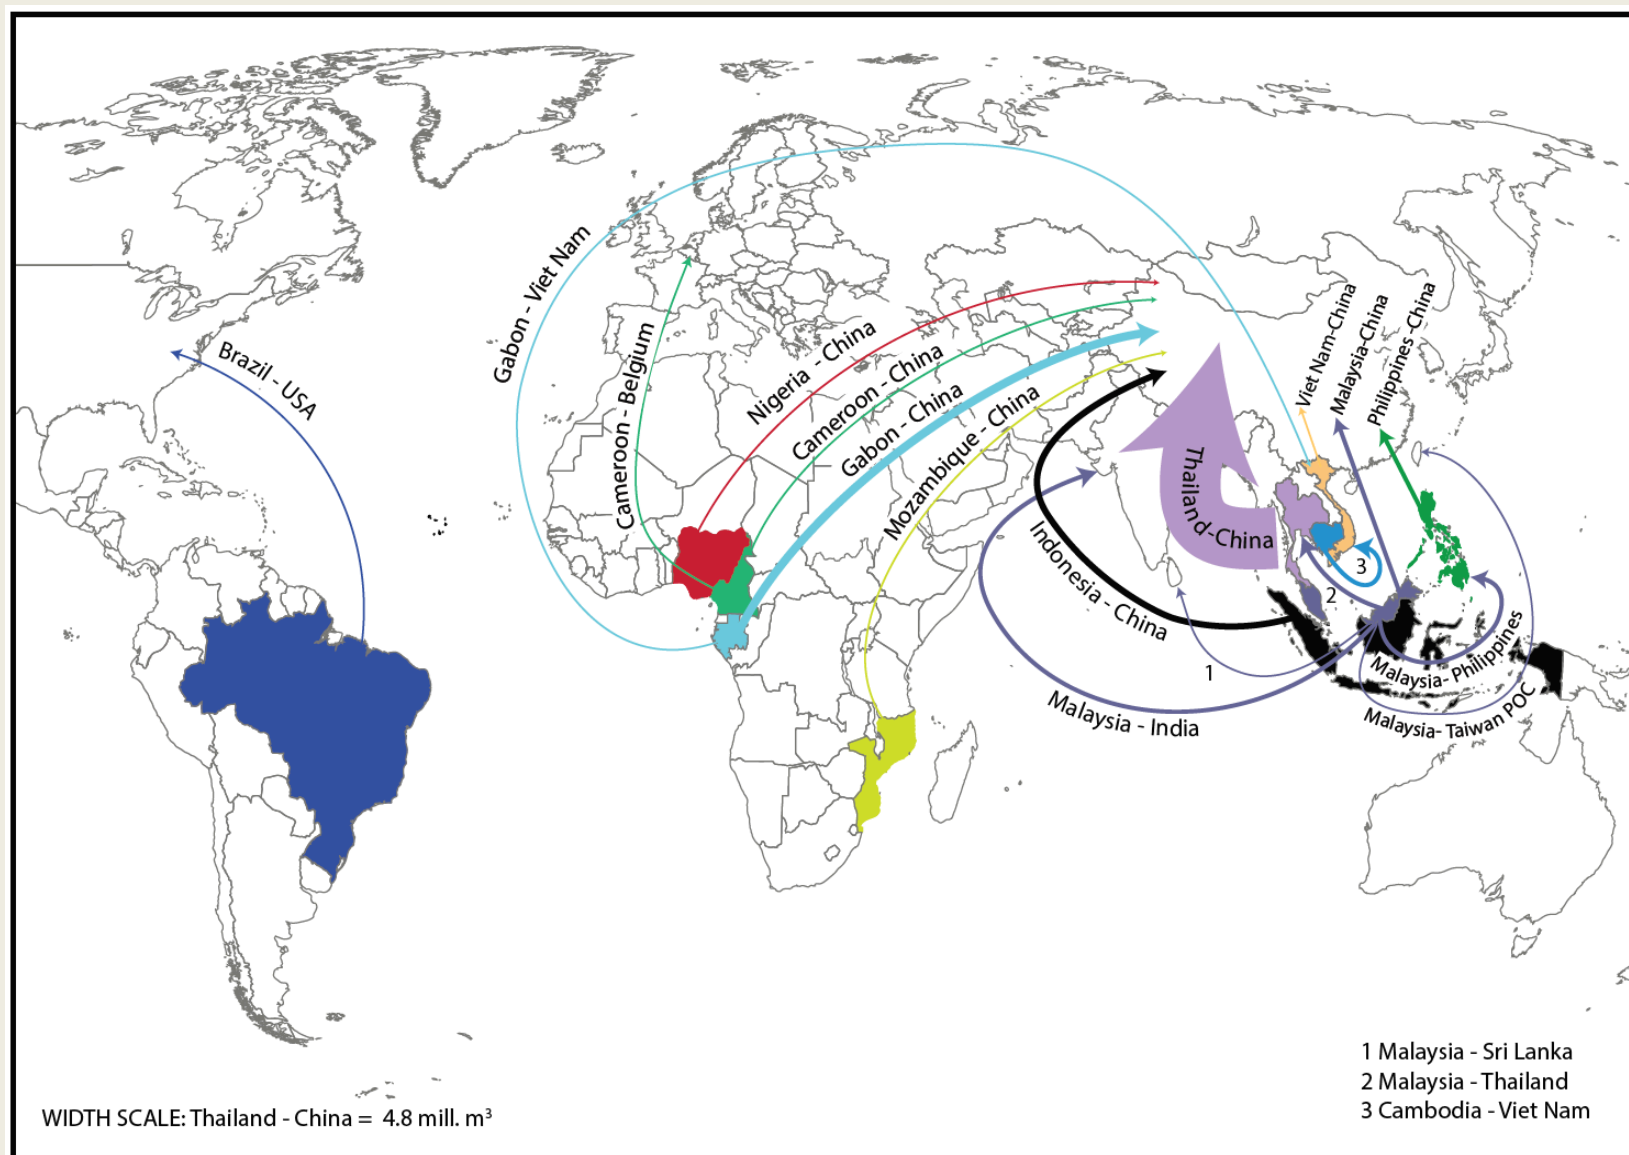 Gabon - Viet Nam
Brazil - USA
Cameroon - Belgium
Nigeria - China
Cameroon - China
Gabon - China
Mozambique - China
Indonesia - China
Thailand-China
Viet Nam-China
Malaysia-China
Philippines -China
3
2
1
Malaysia- Philippines
Malaysia - India
Malaysia- Taiwan POC
1 Malaysia - Sri Lanka
2 Malaysia - Thailand
3 Cambodia - Viet Nam
WIDTH SCALE: Thailand - China = 4.8 mill. m³